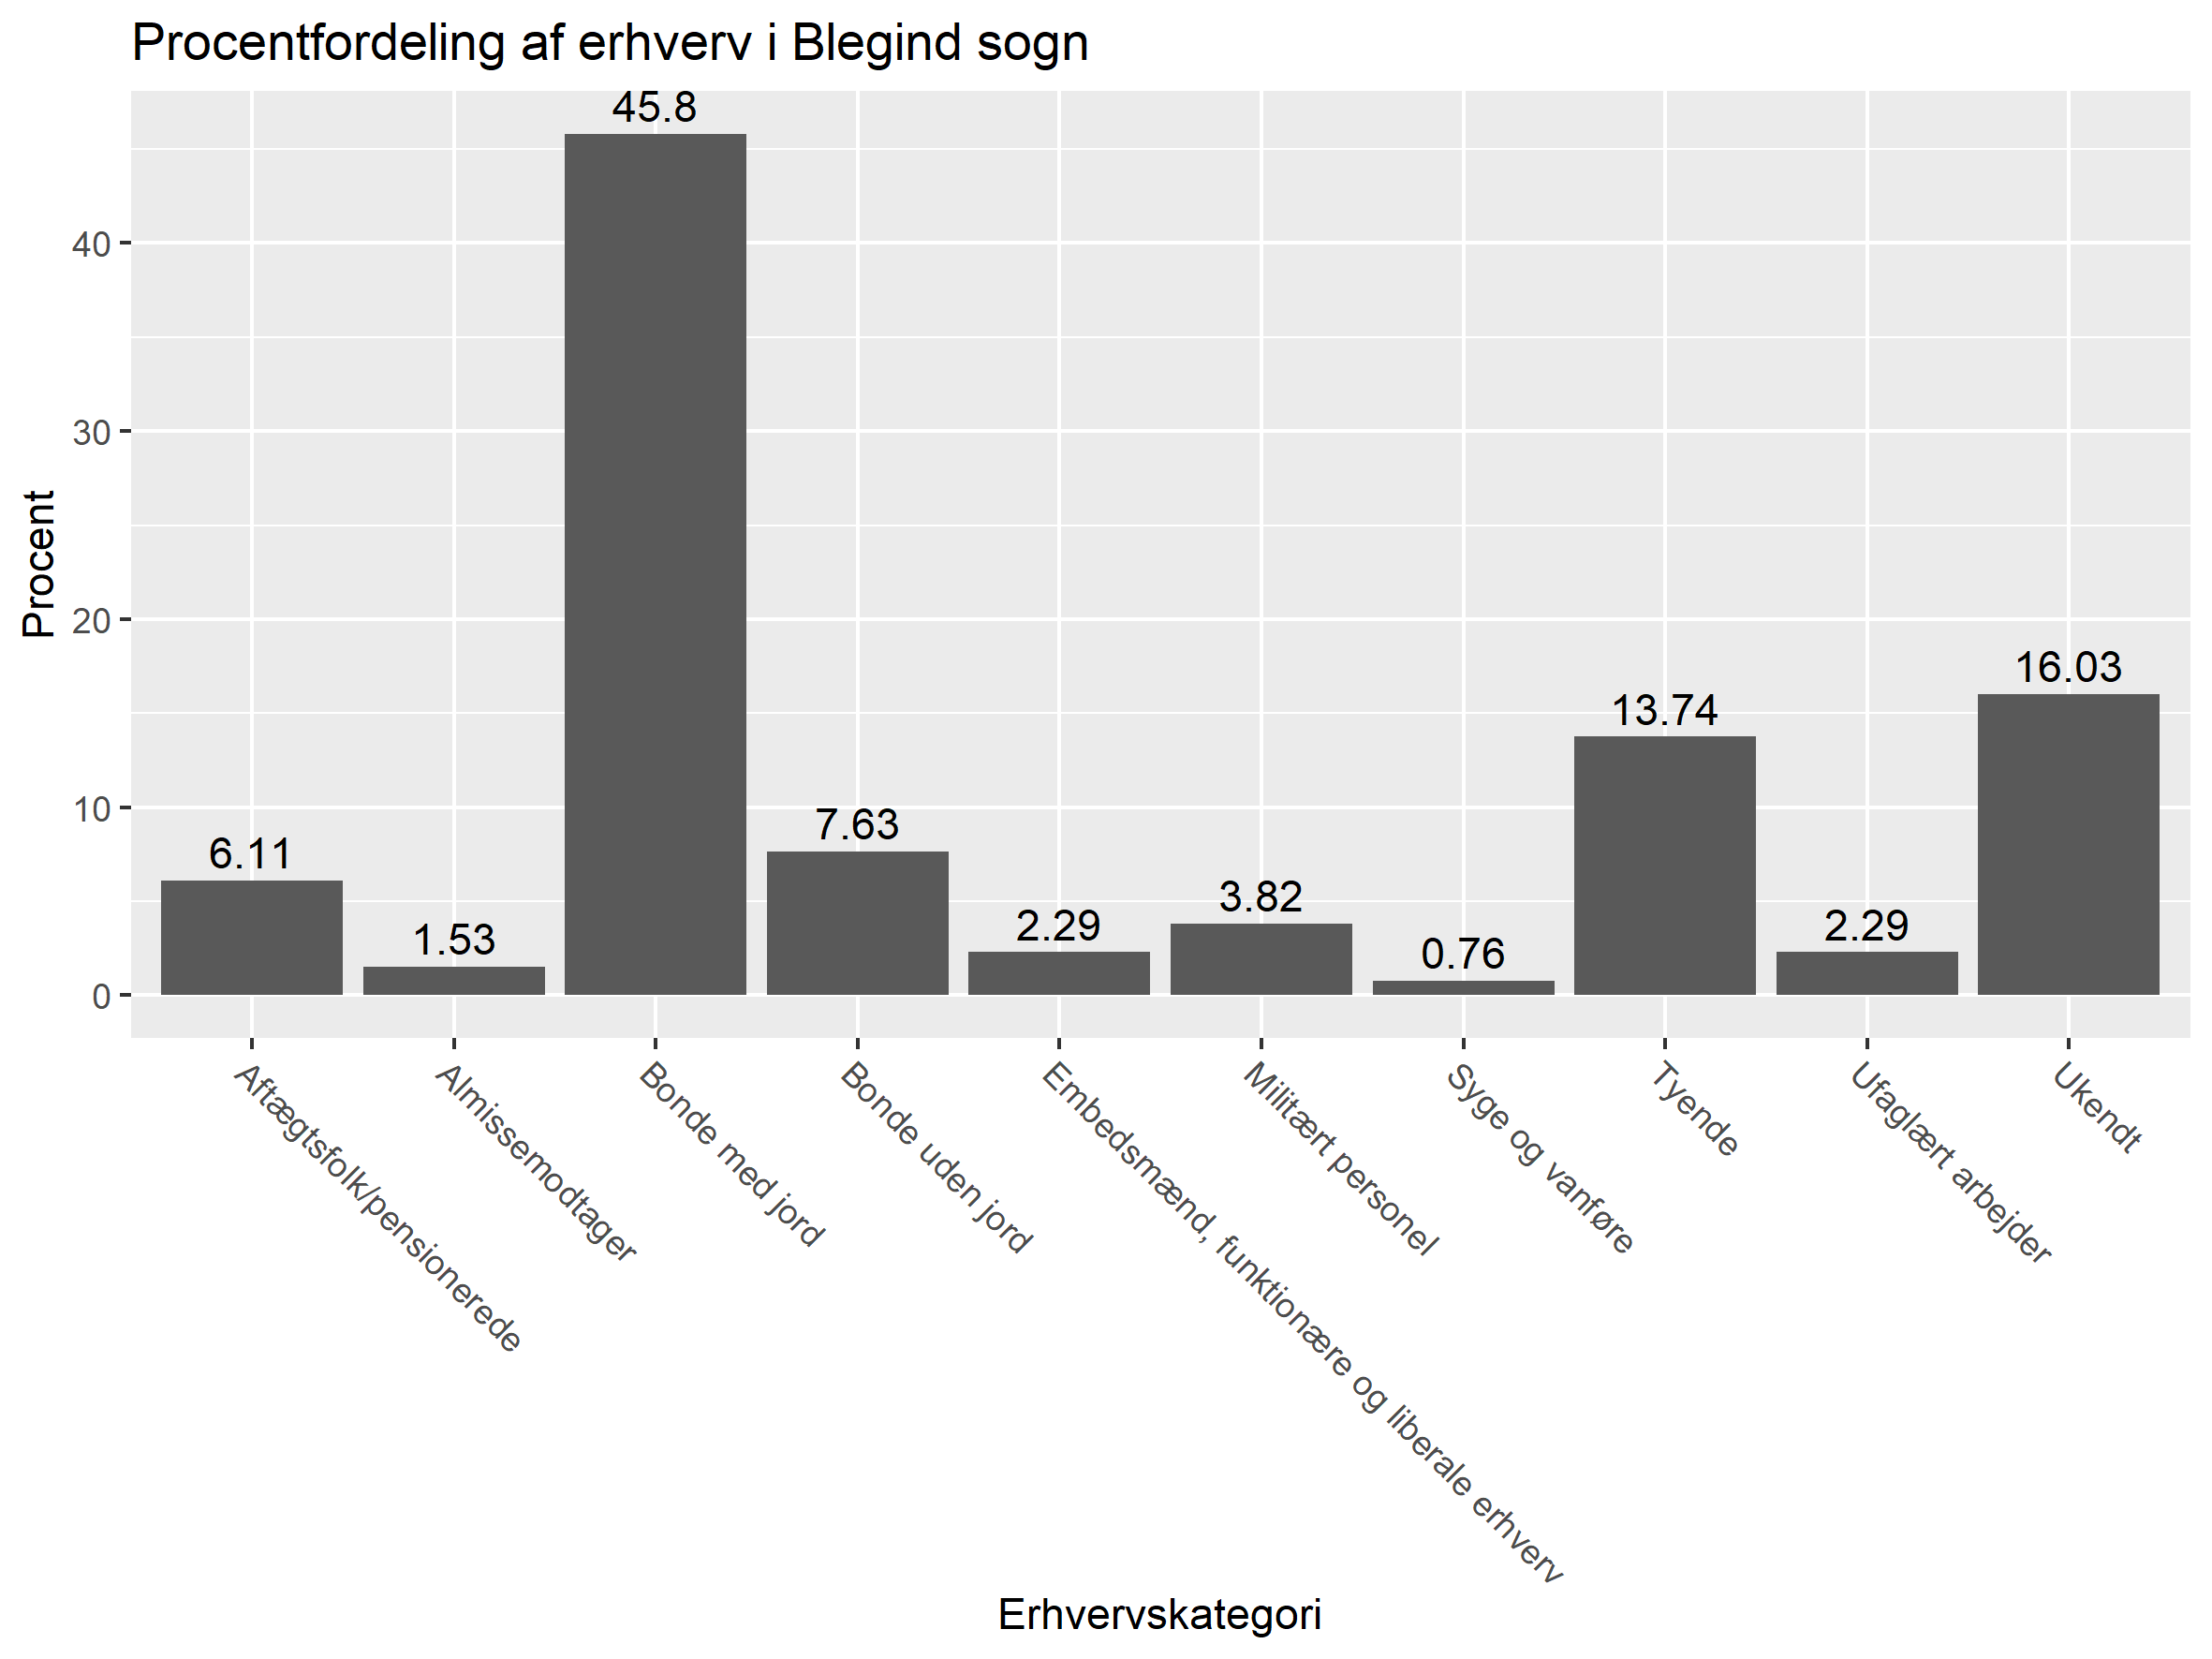 Procentfordeling af erhverv i Blegind sogn
Procent
40
30
20
10
0
6.11
1.53
45.8
7.63
2.29
3.82
0.76
13.74
2.29
16.03
Aftægtsfolk/pensionerede
Almissemodtager
Bonde med jord
Bonde uden jord
Embedsmænd, funktionære og liberale erhverv
Militært personel
Syge og vanføre
Tyende
Ufaglært arbejder
Ukendt
Erhvervskategori